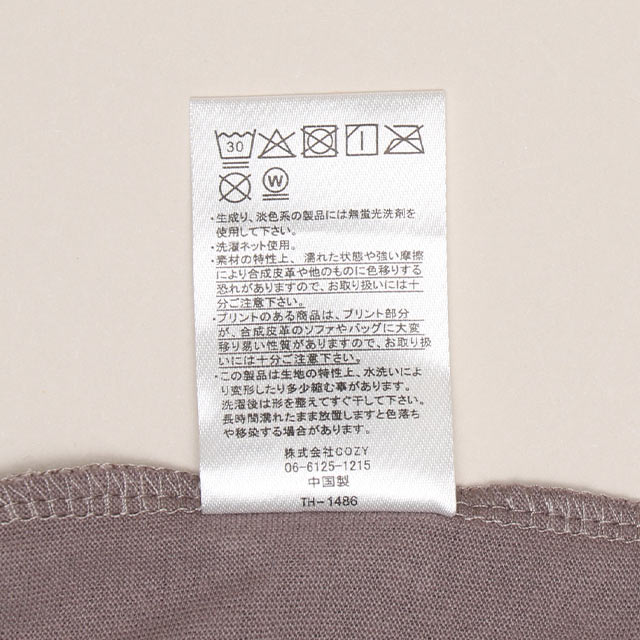 30
W
・生成り、淡色系の製品には無蛍光洗剤を
使用して下さい。
・洗濯ネット使用。
・素材の特性上、濡れた状態や強い摩擦
により合成皮革や他のものに色移りする
恐れがありますので、お取り扱いには十
分ご注意下さい。
・プリントのある商品は、プリント部分
が、合成皮革のソファやバッグに大変
移り易い性質がありますので、お取り扱
いには十分ご注意下さい。
・この製品は生地の特性上、水洗いによ
り変形したり多少縮む事があります。
洗濯後は形を整えてすぐ干して下さい。
長時間濡れたまま放置しますと色落ち
や移染する場合があります。
株式会社COZY
06-6125-1215
中国製
TH-1486